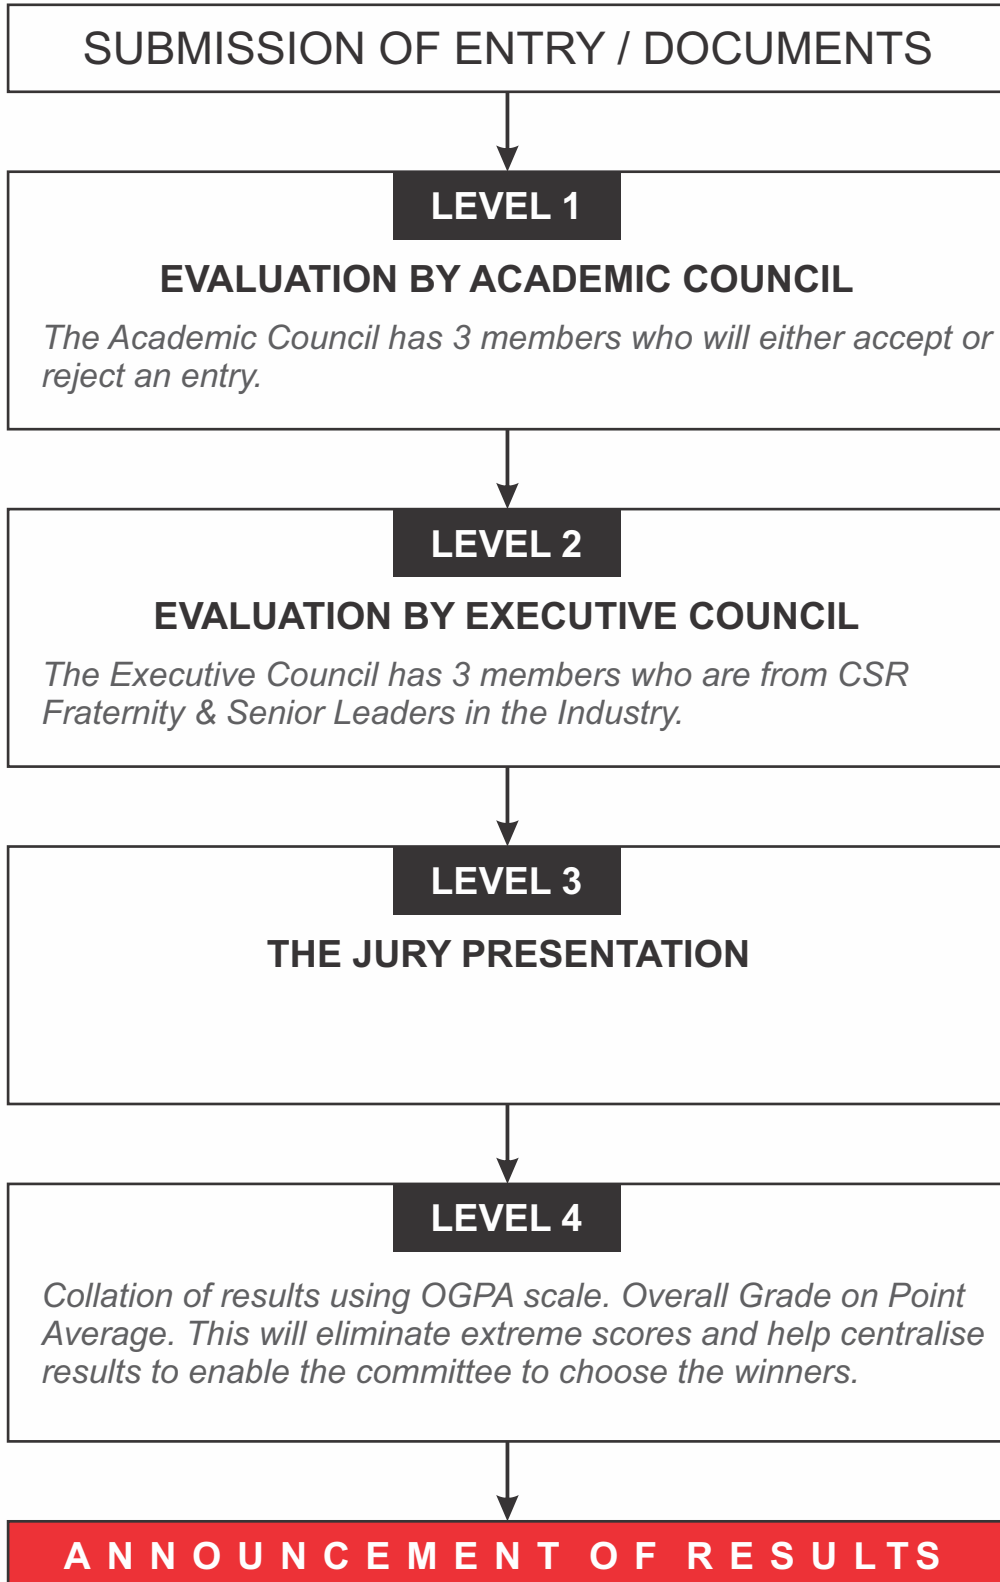 SUBMISSION OF ENTRY / DOCUMENTS
LEVEL 1
EVALUATION BY ACADEMIC COUNCIL
The Academic Council has 3 members who will either accept or
reject an entry.
LEVEL 2
EVALUATION BY EXECUTIVE COUNCIL
The Executive Council has 3 members who are from CSR
Fraternity & Senior Leaders in the Industry.
LEVEL 3
THE JURY PRESENTATION
LEVEL 4
Collation of results using OGPA scale. Overall Grade on Point
Average. This will eliminate extreme scores and help centralise
results to enable the committee to choose the winners.
ANNOUNCEMENT OF RESULTS